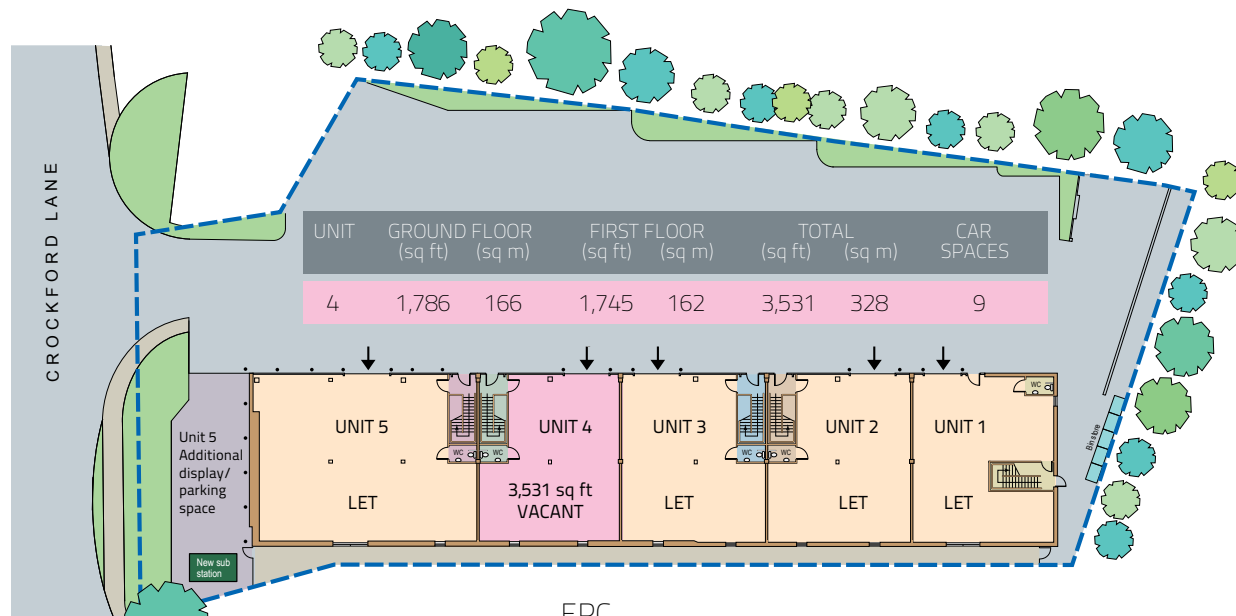 CROCKFORD LANE
UNIT GROUND FLOOR FIRST FLOOR TOTAL CAR
(sq ft) (sq m) (sq ft) (sq m) (sq ft) (sq m) SPACES
4 1,786 166 1,745 162 3,531 328 9
UNIT 5 UNIT 4 UNIT 3 UNIT 2 UNIT 1
WC
WC WC WC WC
Unit 5
Additional
display/
parking
space
LET
3,531 sq ft
VACANT
LET
LET
LET
Bin store
New sub
station
EPC